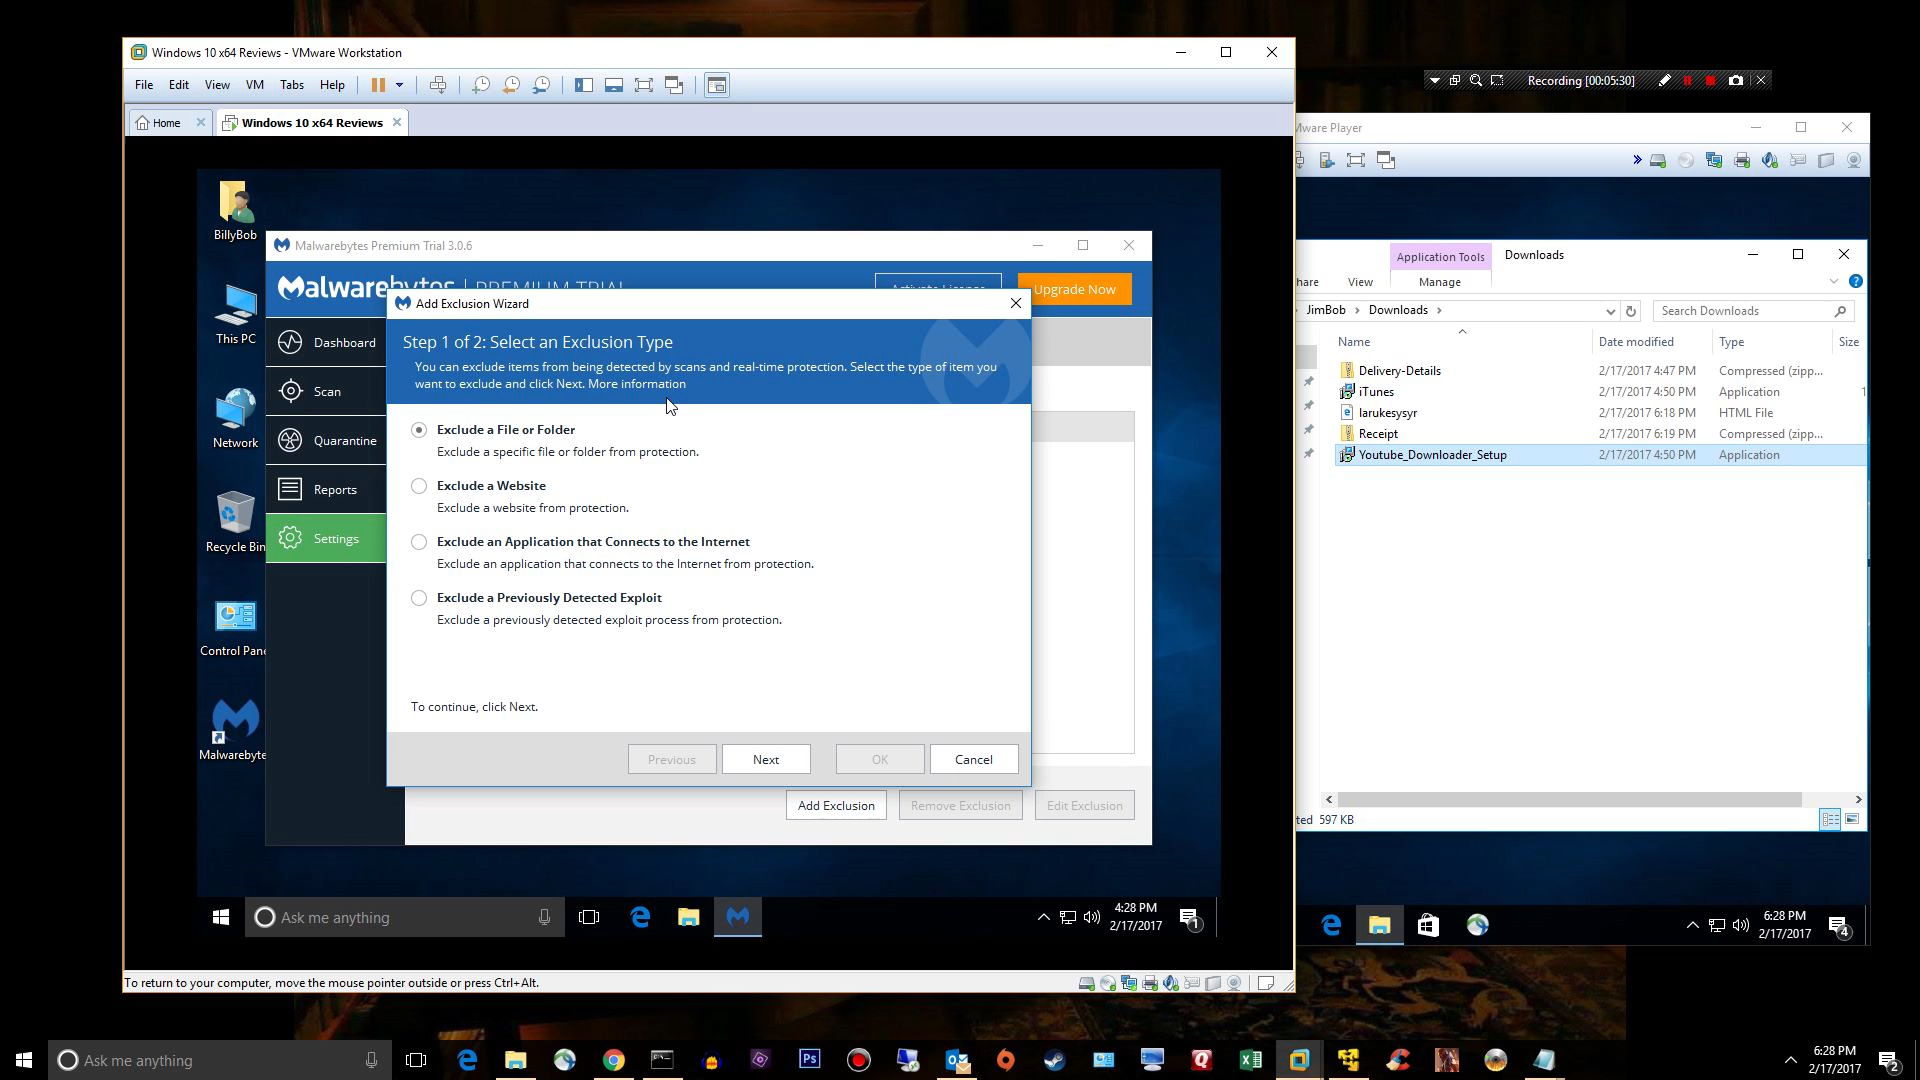 Windows 10 x64 Reviews - VMware Workstation
File Edit View VM Tabs Help
Home
Windows 10 x64 Reviews
Recording [00:05:30]
BillyBob
This PC
Network
Recycle Bin
Control Pane
Malwarebyte
Malwarebytes Premium Trial 3.0.6
Malwarebytes | PREMIUM TRIAL
Activate License
Upgrade Now
Dashboard
Scan
Quarantine
Reports
Settings
Add Exclusion Wizard
Step 1 of 2: Select an Exclusion Type
You can exclude items from being detected by scans and real-time protection. Select the type of item you
want to exclude and click Next. More information
Exclude a File or Folder
Exclude a specific file or folder from protection.
Exclude a Website
Exclude a website from protection.
Exclude an Application that Connects to the Internet
Exclude an application that connects to the Internet from protection.
Exclude a Previously Detected Exploit
Exclude a previously detected exploit process from protection.
To continue, click Next.
Previous Next OK Cancel
Add Exclusion Remove Exclusion Edit Exclusion
Ask me anything
4:28 PM
2/17/2017
1
To return to your computer, move the mouse pointer outside or press Ctrl+Alt.
Mware Player
Application Tools Downloads
hare View Manage
JimBob Downloads Search Downloads
Name Date modified Type Size
Delivery-Details 2/17/2017 4:47 PM Compressed (zipp...
iTunes 2/17/2017 4:50 PM Application 1
larukesysyr 2/17/2017 6:18 PM HTML File
Receipt 2/17/2017 6:19 PM Compressed (zipp...
Youtube_Downloader_Setup 2/17/2017 4:50 PM Application
ted 597 KB
6:28 PM
2/17/2017
4
Ask me anything
Ps
6:28 PM
2/17/2017
2